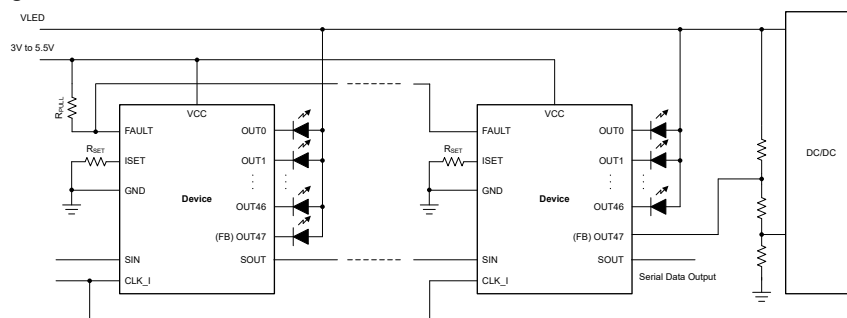 VLED
3V to 5.5V
RPULL
VCC
FAULT
OUT0
RSET
ISET
OUT1
GND
Device
OUT46
(FB) OUT47
SIN
SOUT
CLK_I
VCC
FAULT
OUT0
RSET
ISET
OUT1
GND
Device
OUT46
(FB) OUT47
SIN
SOUT
CLK_I
Serial Data Output
DC/DC